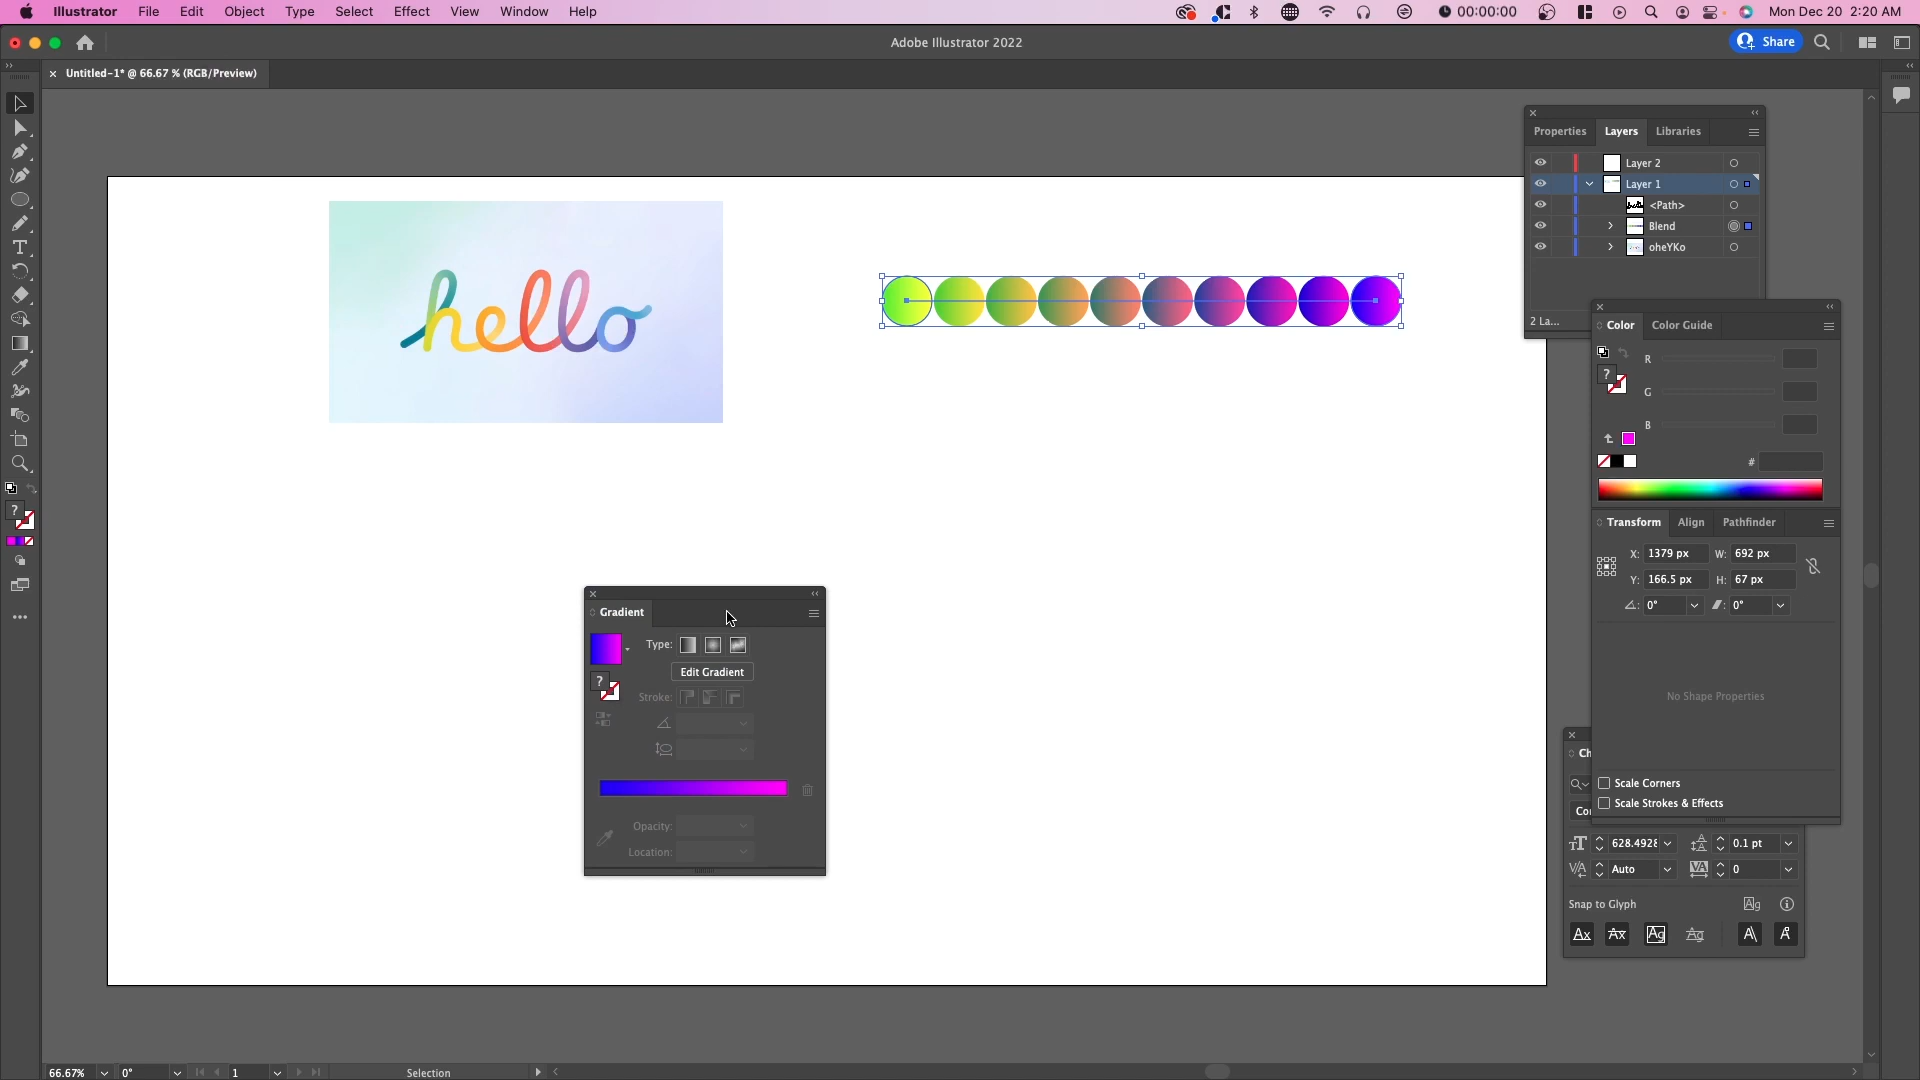 Illustrator File Edit Object Type Select Effect View Window Help
00:00:00
Mon Dec 20 2:20 AM
Adobe Illustrator 2022
Share
Untitled-1* @ 66.67 % (RGB/Preview)
hello
Properties Layers Libraries
Layer 2
Layer 1
<Path>
Blend
oheYKo
2 La...
Color Color Guide
?
R
G
B
#
Transform Align Pathfinder
X: 1379 px W: 692 px
Y: 166.5 px H: 67 px
0° 0°
No Shape Properties
Scale Corners
Scale Strokes & Effects
Ch
Co
628.4928 0.1 pt
Auto 0
Snap to Glyph
Gradient
Type:
Edit Gradient
?
Stroke:
Opacity:
Location:
?
66.67% 0° 1 Selection